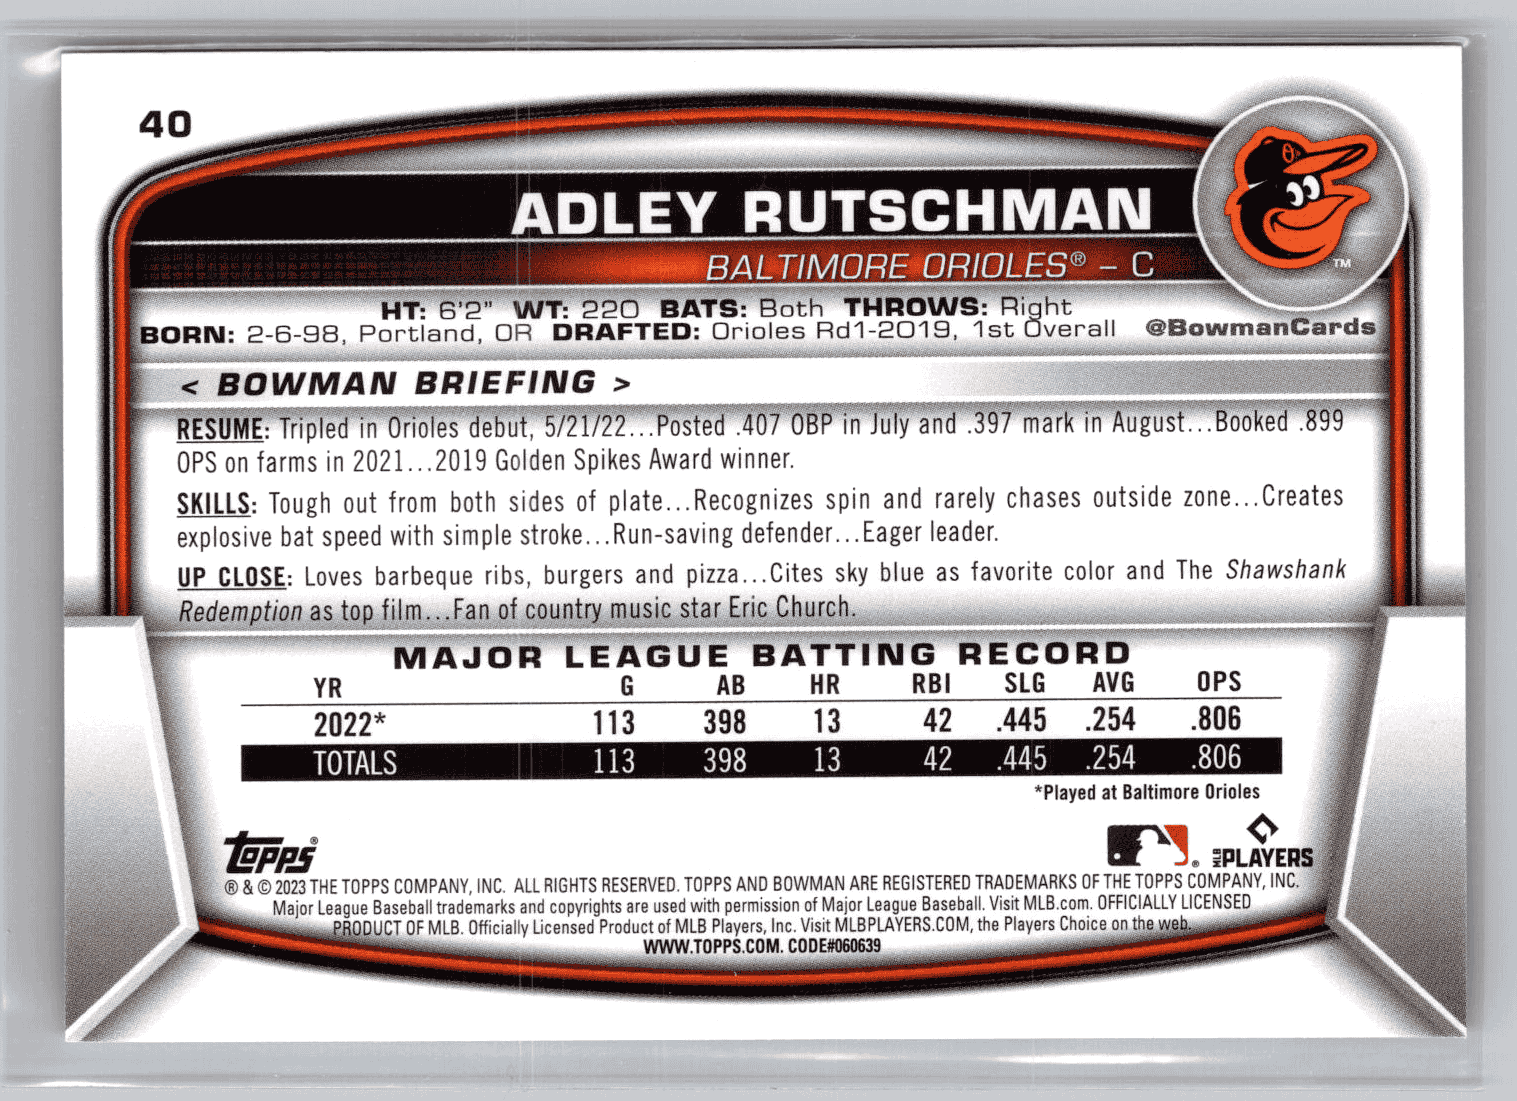 40
ADLEY RUTSCHMAN
BALTIMORE ORIOLES® – C
TM
HT: 6'2" WT: 220 BATS: Both THROWS: Right
BORN: 2-6-98, Portland, OR DRAFTED: Orioles Rd1-2019, 1st Overall @BowmanCards
< BOWMAN BRIEFING >
RESUME: Tripled in Orioles debut, 5/21/22...Posted .407 OBP in July and .397 mark in August...Booked .899
OPS on farms in 2021...2019 Golden Spikes Award winner.
SKILLS: Tough out from both sides of plate...Recognizes spin and rarely chases outside zone...Creates
explosive bat speed with simple stroke...Run-saving defender...Eager leader.
UP CLOSE: Loves barbeque ribs, burgers and pizza...Cites sky blue as favorite color and The Shawshank
Redemption as top film...Fan of country music star Eric Church.
MAJOR LEAGUE BATTING RECORD
YR G AB HR RBI SLG AVG OPS
2022* 113 398 13 42 .445 .254 .806
TOTALS 113 398 13 42 .445 .254 .806
*Played at Baltimore Orioles
TOPPS® ® MLB PLAYERS
® & © 2023 THE TOPPS COMPANY, INC. ALL RIGHTS RESERVED. TOPPS AND BOWMAN ARE REGISTERED TRADEMARKS OF THE TOPPS COMPANY, INC.
Major League Baseball trademarks and copyrights are used with permission of Major League Baseball. Visit MLB.com. OFFICIALLY LICENSED
PRODUCT OF MLB. Officially Licensed Product of MLB Players, Inc. Visit MLBPLAYERS.COM, the Players Choice on the web.
WWW.TOPPS.COM. CODE#060639